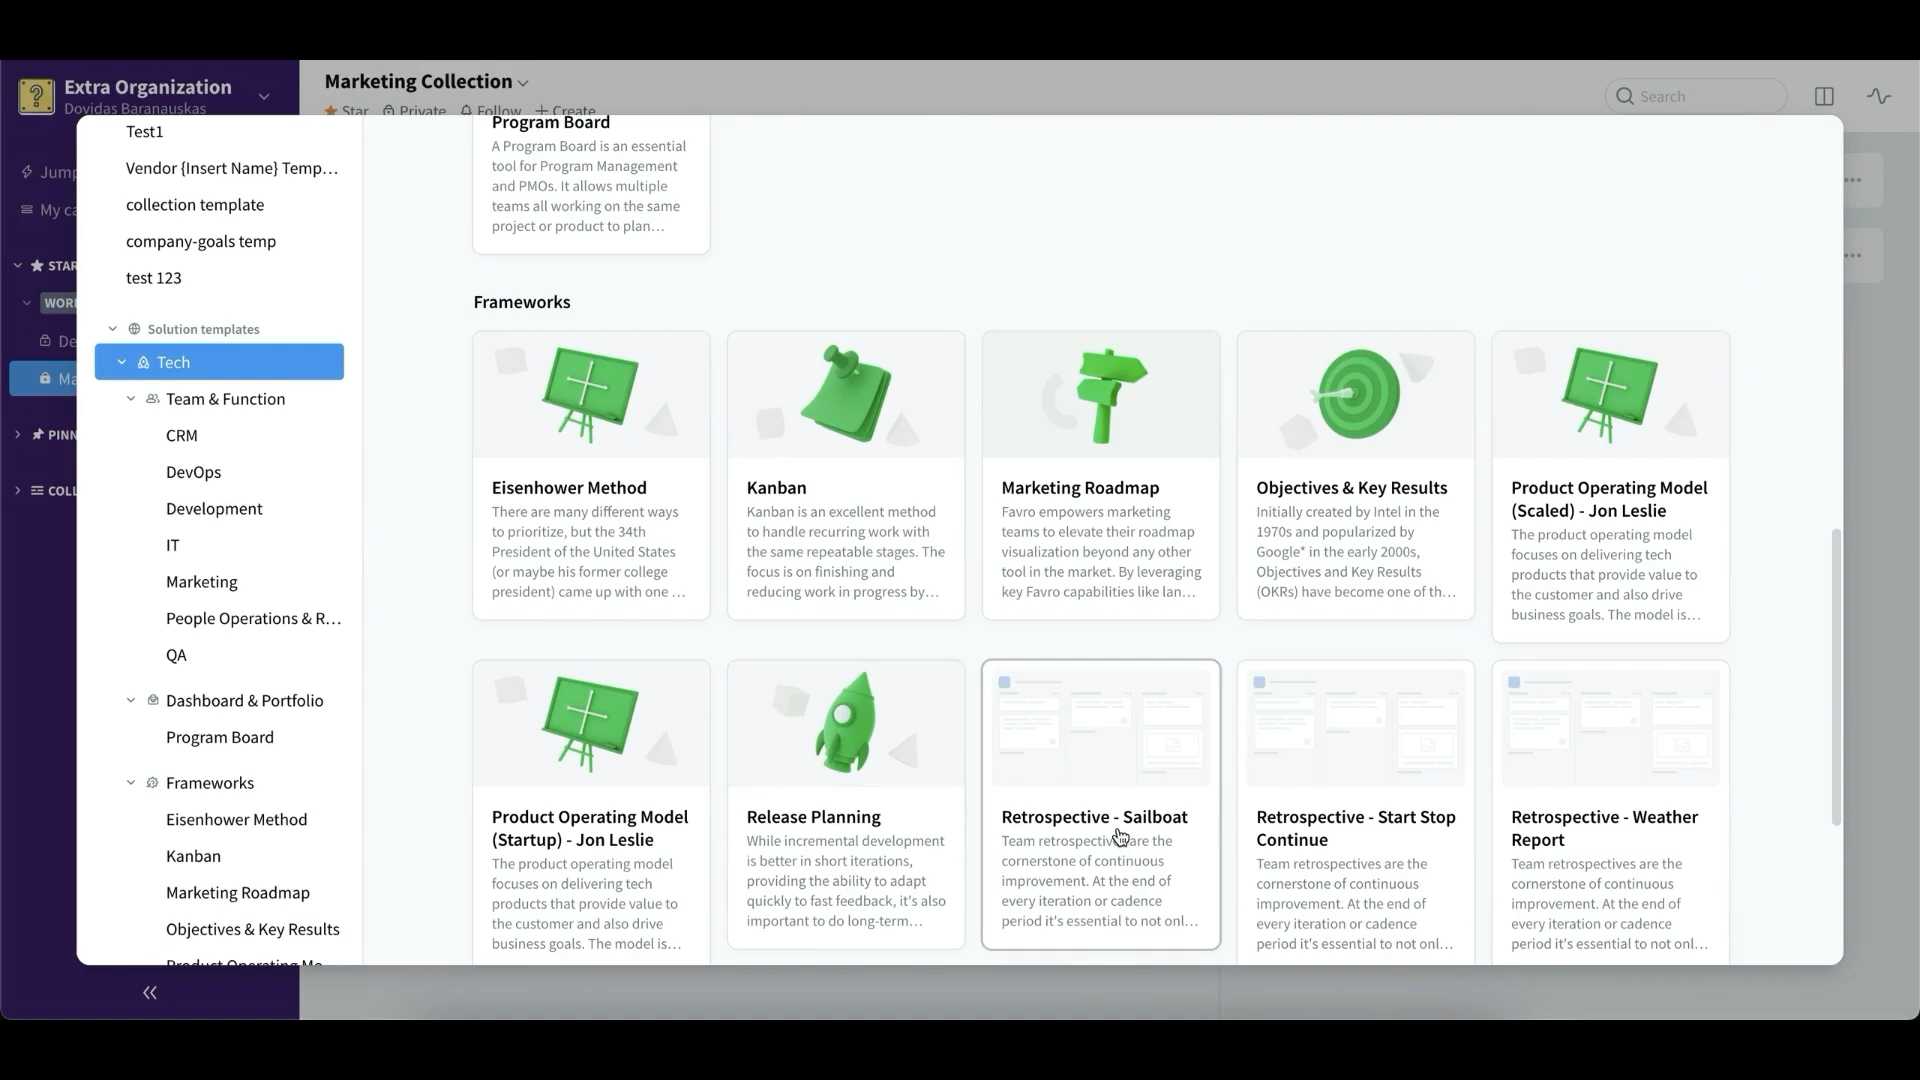 Extra Organization
Dovidas Baranauskas
Marketing Collection
Star Private Follow Create
Search
Jump
My ca
STAR
WOR
De
Ma
PINN
COLL
Test1
Vendor {Insert Name} Temp...
collection template
company-goals temp
test 123
Solution templates
Tech
Team & Function
CRM
DevOps
Development
IT
Marketing
People Operations & R...
QA
Dashboard & Portfolio
Program Board
Frameworks
Eisenhower Method
Kanban
Marketing Roadmap
Objectives & Key Results
Product Operating Mo
Program Board
A Program Board is an essential
tool for Program Management
and PMOs. It allows multiple
teams all working on the same
project or product to plan...
Frameworks
Eisenhower Method
There are many different ways
to prioritize, but the 34th
President of the United States
(or maybe his former college
president) came up with one ...
Kanban
Kanban is an excellent method
to handle recurring work with
the same repeatable stages. The
focus is on finishing and
reducing work in progress by...
Marketing Roadmap
Favro empowers marketing
teams to elevate their roadmap
visualization beyond any other
tool in the market. By leveraging
key Favro capabilities like lan...
Objectives & Key Results
Initially created by Intel in the
1970s and popularized by
Google* in the early 2000s,
Objectives and Key Results
(OKRs) have become one of th...
Product Operating Model
(Scaled) - Jon Leslie
The product operating model
focuses on delivering tech
products that provide value to
the customer and also drive
business goals. The model is...
Product Operating Model
(Startup) - Jon Leslie
The product operating model
focuses on delivering tech
products that provide value to
the customer and also drive
business goals. The model is...
Release Planning
While incremental development
is better in short iterations,
providing the ability to adapt
quickly to fast feedback, it's also
important to do long-term...
Retrospective - Sailboat
Team retrospectives are the
cornerstone of continuous
improvement. At the end of
every iteration or cadence
period it's essential to not onl...
Retrospective - Start Stop
Continue
Team retrospectives are the
cornerstone of continuous
improvement. At the end of
every iteration or cadence
period it's essential to not onl...
Retrospective - Weather
Report
Team retrospectives are the
cornerstone of continuous
improvement. At the end of
every iteration or cadence
period it's essential to not onl...